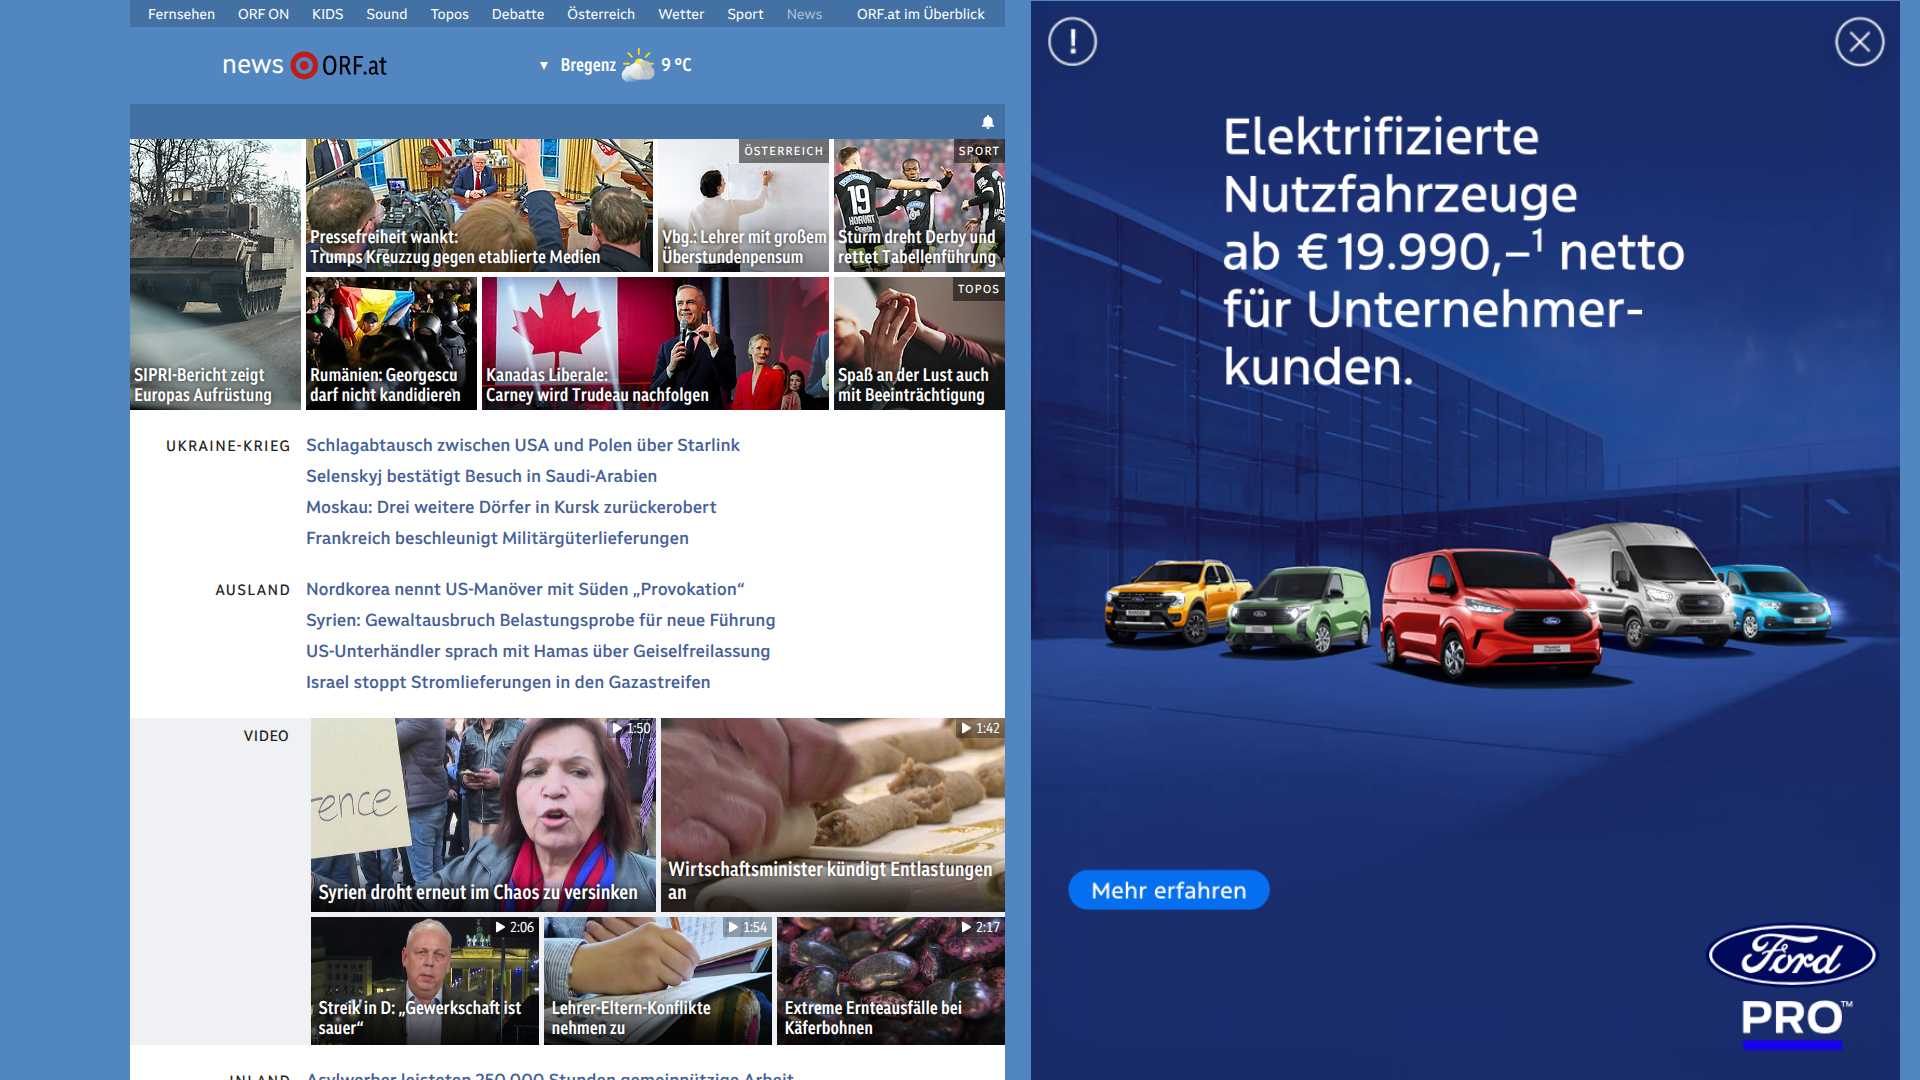 Fernsehen ORF ON KIDS Sound Topos Debatte Österreich Wetter Sport News ORF.at im Überblick
news ORF.at
▼ Bregenz 9 °C
SIPRI-Bericht zeigt
Europas Aufrüstung
Pressefreiheit wankt:
Trumps Kreuzzug gegen etablierte Medien
ÖSTERREICH
Vbg.: Lehrer mit großem
Überstundenpensum
SPORT
19
HORVAT
Sturm dreht Derby und
rettet Tabellenführung
Rumänien: Georgescu
darf nicht kandidieren
Kanadas Liberale:
Carney wird Trudeau nachfolgen
TOPOS
Spaß an der Lust auch
mit Beeinträchtigung
UKRAINE-KRIEG
Schlagabtausch zwischen USA und Polen über Starlink
Selenskyj bestätigt Besuch in Saudi-Arabien
Moskau: Drei weitere Dörfer in Kursk zurückerobert
Frankreich beschleunigt Militärgüterlieferungen
AUSLAND
Nordkorea nennt US-Manöver mit Süden „Provokation“
Syrien: Gewaltausbruch Belastungsprobe für neue Führung
US-Unterhändler sprach mit Hamas über Geiselfreilassung
Israel stoppt Stromlieferungen in den Gazastreifen
VIDEO
1:50
ence
Syrien droht erneut im Chaos zu versinken
1:42
Wirtschaftsminister kündigt Entlastungen
an
2:06
Streik in D: „Gewerkschaft ist
sauer“
1:54
Lehrer-Eltern-Konflikte
nehmen zu
2:17
Extreme Ernteausfälle bei
Käferbohnen
INLAND
Asylwerber leisteten 250.000 Stunden gemeinnützige Arbeit
Elektrifizierte
Nutzfahrzeuge
ab € 19.990,–¹ netto
für Unternehmer-
kunden.
Mehr erfahren
Ford
PRO™